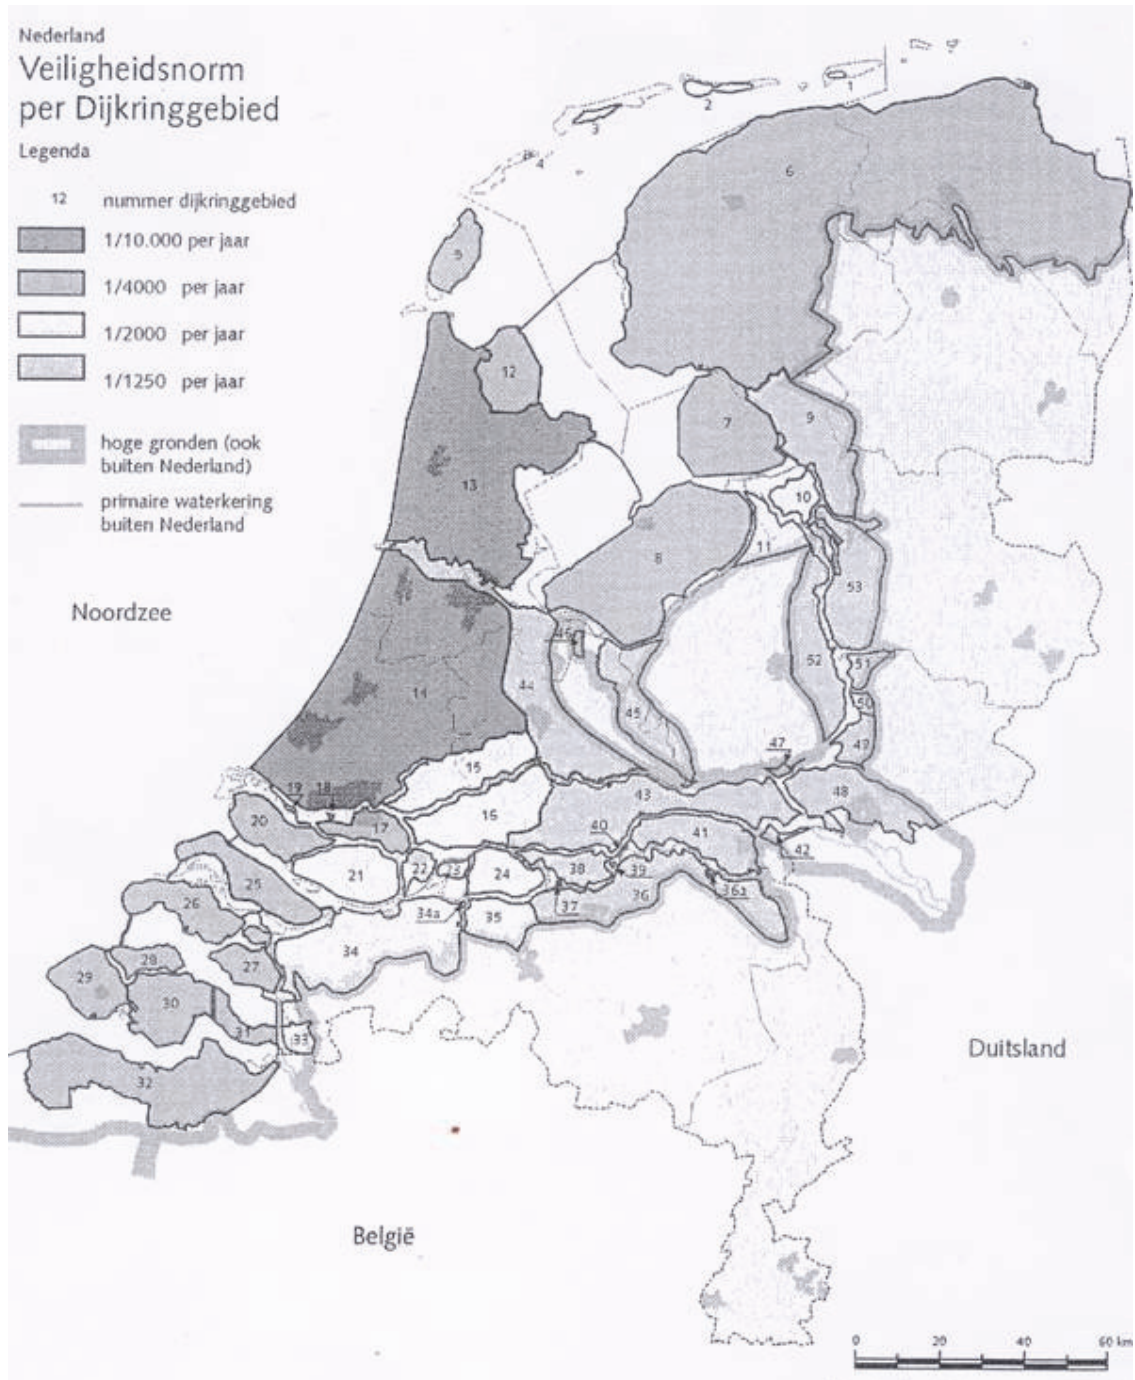 Nederland
Veiligheidsnorm
per Dijkringgebied
Legenda
12 nummer dijkringgebied
1/10.000 per jaar
1/4000 per jaar
1/2000 per jaar
1/1250 per jaar
hoge gronden (ook
buiten Nederland)
primaire waterkering
buiten Nederland
1
2
3
4
5
6
7
8
9
10
11
12
13
Noordzee
53
46
52
51
14
44
45
50
47
49
15
19
18
43
48
16
20
17
40
41
42
21
22
23
24
38
39
36
36a
25
26
34a
35
37
34
28
27
29
30
31
33
32
Duitsland
België
0 20 40 60 km